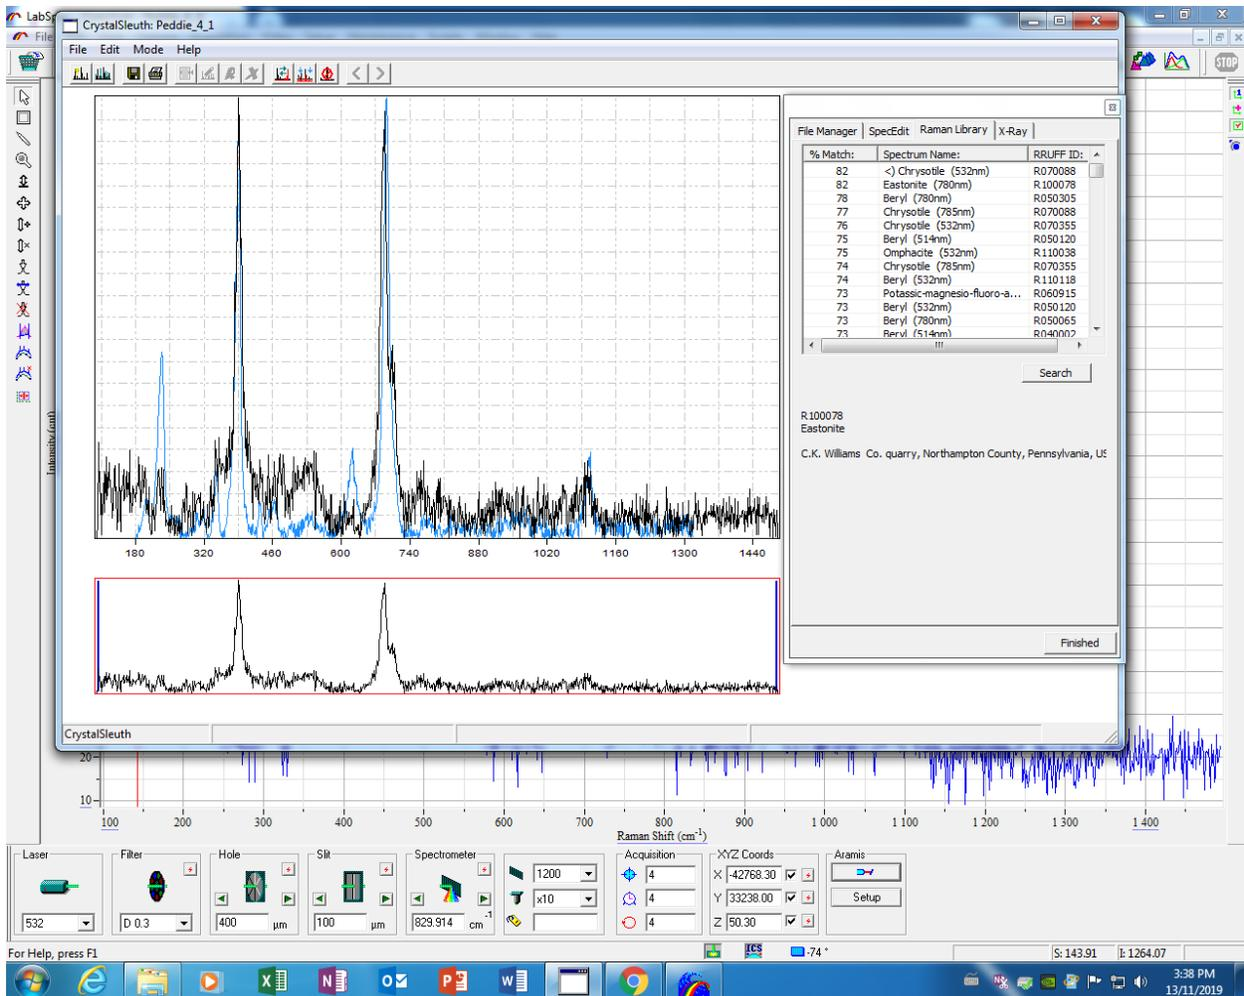 LabSp
CrystalSleuth: Peddie_4_1
File
File Edit Mode Help
STOP
File Manager SpecEdit Raman Library X-Ray
% Match: Spectrum Name: RRUFF ID:
82 <) Chrysotile (532nm) R070088
82 Eastonite (780nm) R100078
78 Beryl (780nm) R050305
77 Chrysotile (785nm) R070088
76 Chrysotile (532nm) R070355
75 Beryl (514nm) R050120
75 Omphacite (532nm) R110038
74 Chrysotile (785nm) R070355
74 Beryl (532nm) R110118
73 Potassic-magnesio-fluoro-a... R060915
73 Beryl (532nm) R050120
73 Beryl (780nm) R050065
73 Beryl (514nm) R040002
Search
R100078
Eastonite
C.K. Williams Co. quarry, Northampton County, Pennsylvania, US
Finished
Intensity (cnt)
180 320 460 600 740 880 1020 1160 1300 1440
CrystalSleuth
20
10
100 200 300 400 500 600 700 800 900 1 000 1 100 1 200 1 300 1 400
Raman Shift (cm-1)
Laser Filter Hole Slit Spectrometer Acquisition XYZ Coords Aramis
1200 4 X -42768.30
x10 4 Y 33238.00 Setup
532 D 0.3 400 µm 100 µm 829.914 cm-1 4 Z 50.30
For Help, press F1
ICS
-74 °
S: 143.91 I: 1264.07
3:38 PM
13/11/2019